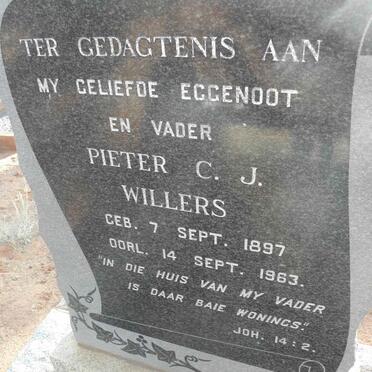 TER GEDAGTENIS AAN
MY GELIEFDE EGGENOOT
EN VADER
PIETER C. J.
WILLERS
GEB. 7 SEPT. 1897
OORL. 14 SEPT. 1963.
"IN DIE HUIS VAN MY VADER
IS DAAR BAIE WONINGS."
JOH. 14:2.